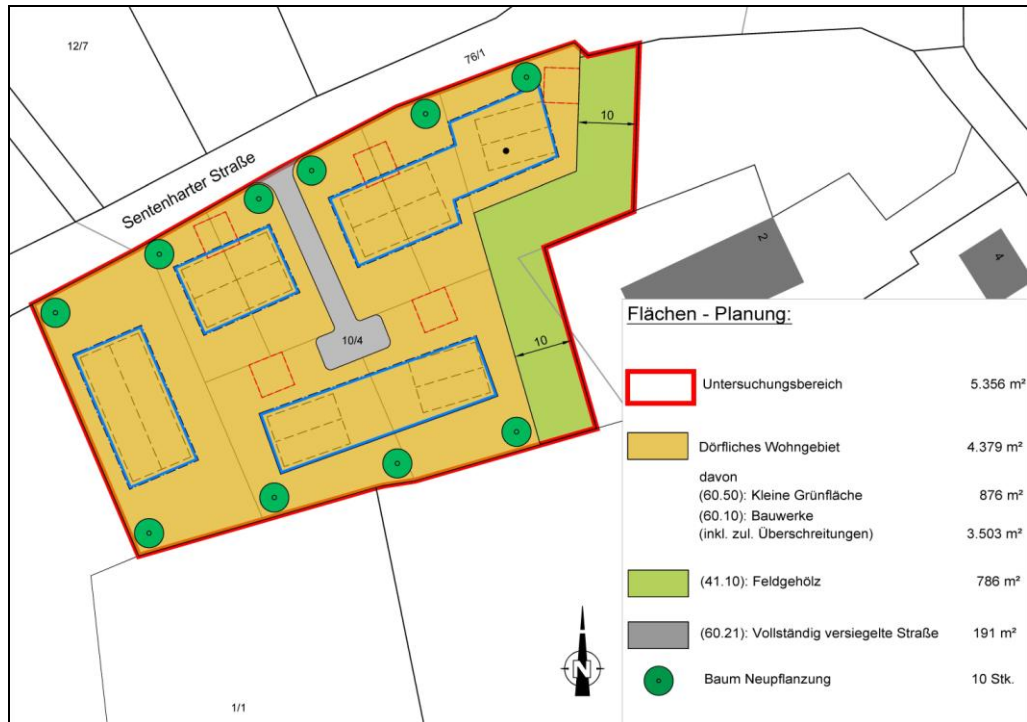 12/7
76/1
Sentenharter Straße
10
2
4
10/4
10
1/1
N
Flächen - Planung:
Untersuchungsbereich 5.356 m²
Dörfliches Wohngebiet 4.379 m²
davon
(60.50): Kleine Grünfläche 876 m²
(60.10): Bauwerke
(inkl. zul. Überschreitungen) 3.503 m²
(41.10): Feldgehölz 786 m²
(60.21): Vollständig versiegelte Straße 191 m²
Baum Neupflanzung 10 Stk.